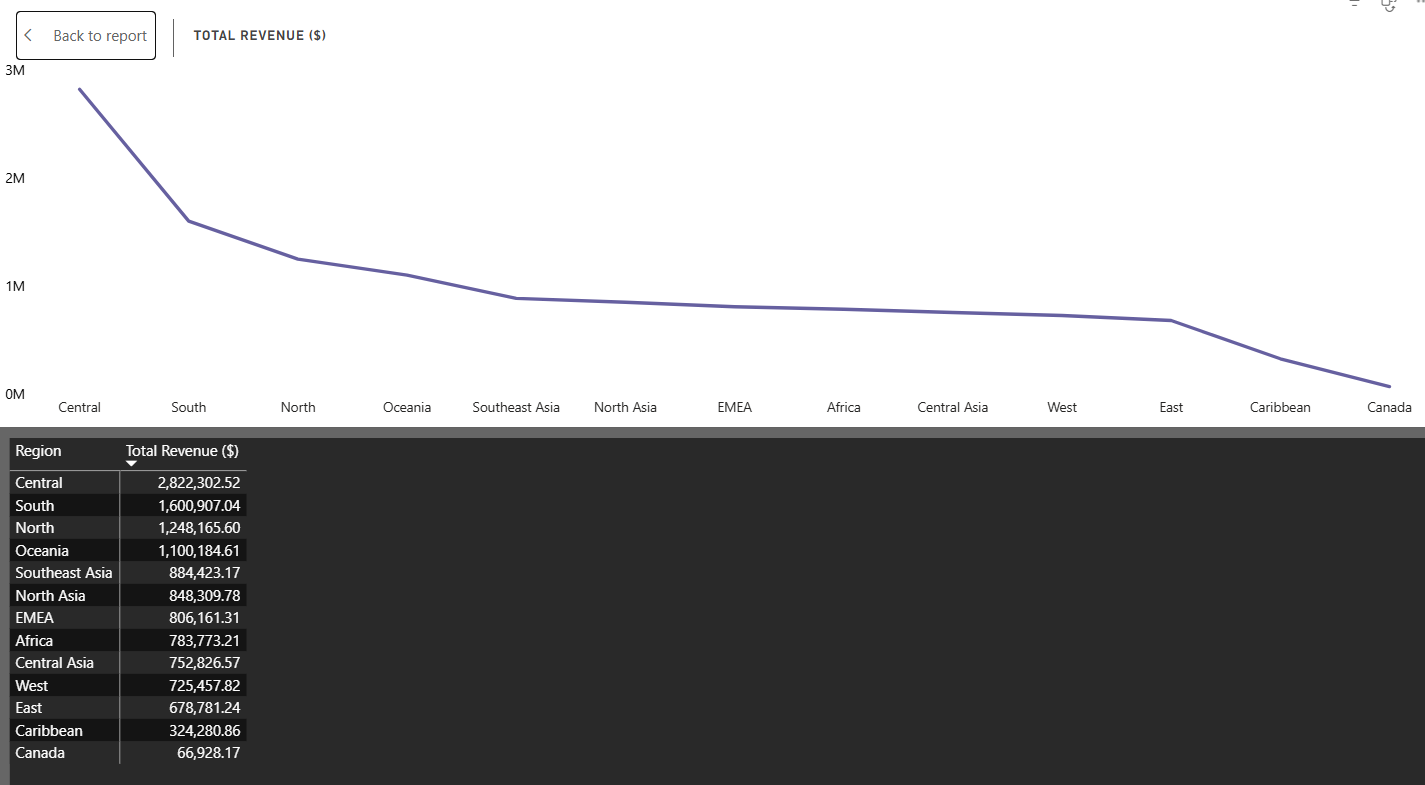 Back to report
TOTAL REVENUE ($)
3M
2M
1M
0M
Central South North Oceania Southeast Asia North Asia EMEA Africa Central Asia West East Caribbean Canada
Region Total Revenue ($)
Central 2,822,302.52
South 1,600,907.04
North 1,248,165.60
Oceania 1,100,184.61
Southeast Asia 884,423.17
North Asia 848,309.78
EMEA 806,161.31
Africa 783,773.21
Central Asia 752,826.57
West 725,457.82
East 678,781.24
Caribbean 324,280.86
Canada 66,928.17